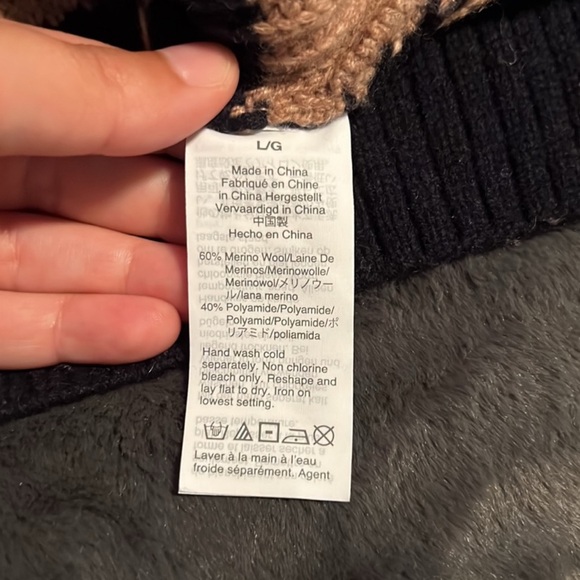 L/G
Made in China
Fabriqué en Chine
in China Hergestellt
Vervaardigd in China
中国製
Hecho en China
60% Merino Wool/Laine De
Merinos/Merinowolle/
Merinowol/メリノウー
ル/lana merino
40% Polyamide/Polyamide/
Polyamid/Polyamide/ポ
リアミド/poliamida
Hand wash cold
separately. Non chlorine
bleach only. Reshape and
lay flat to dry. Iron on
lowest setting.
Laver à la main à l'eau
froide séparément. Agent